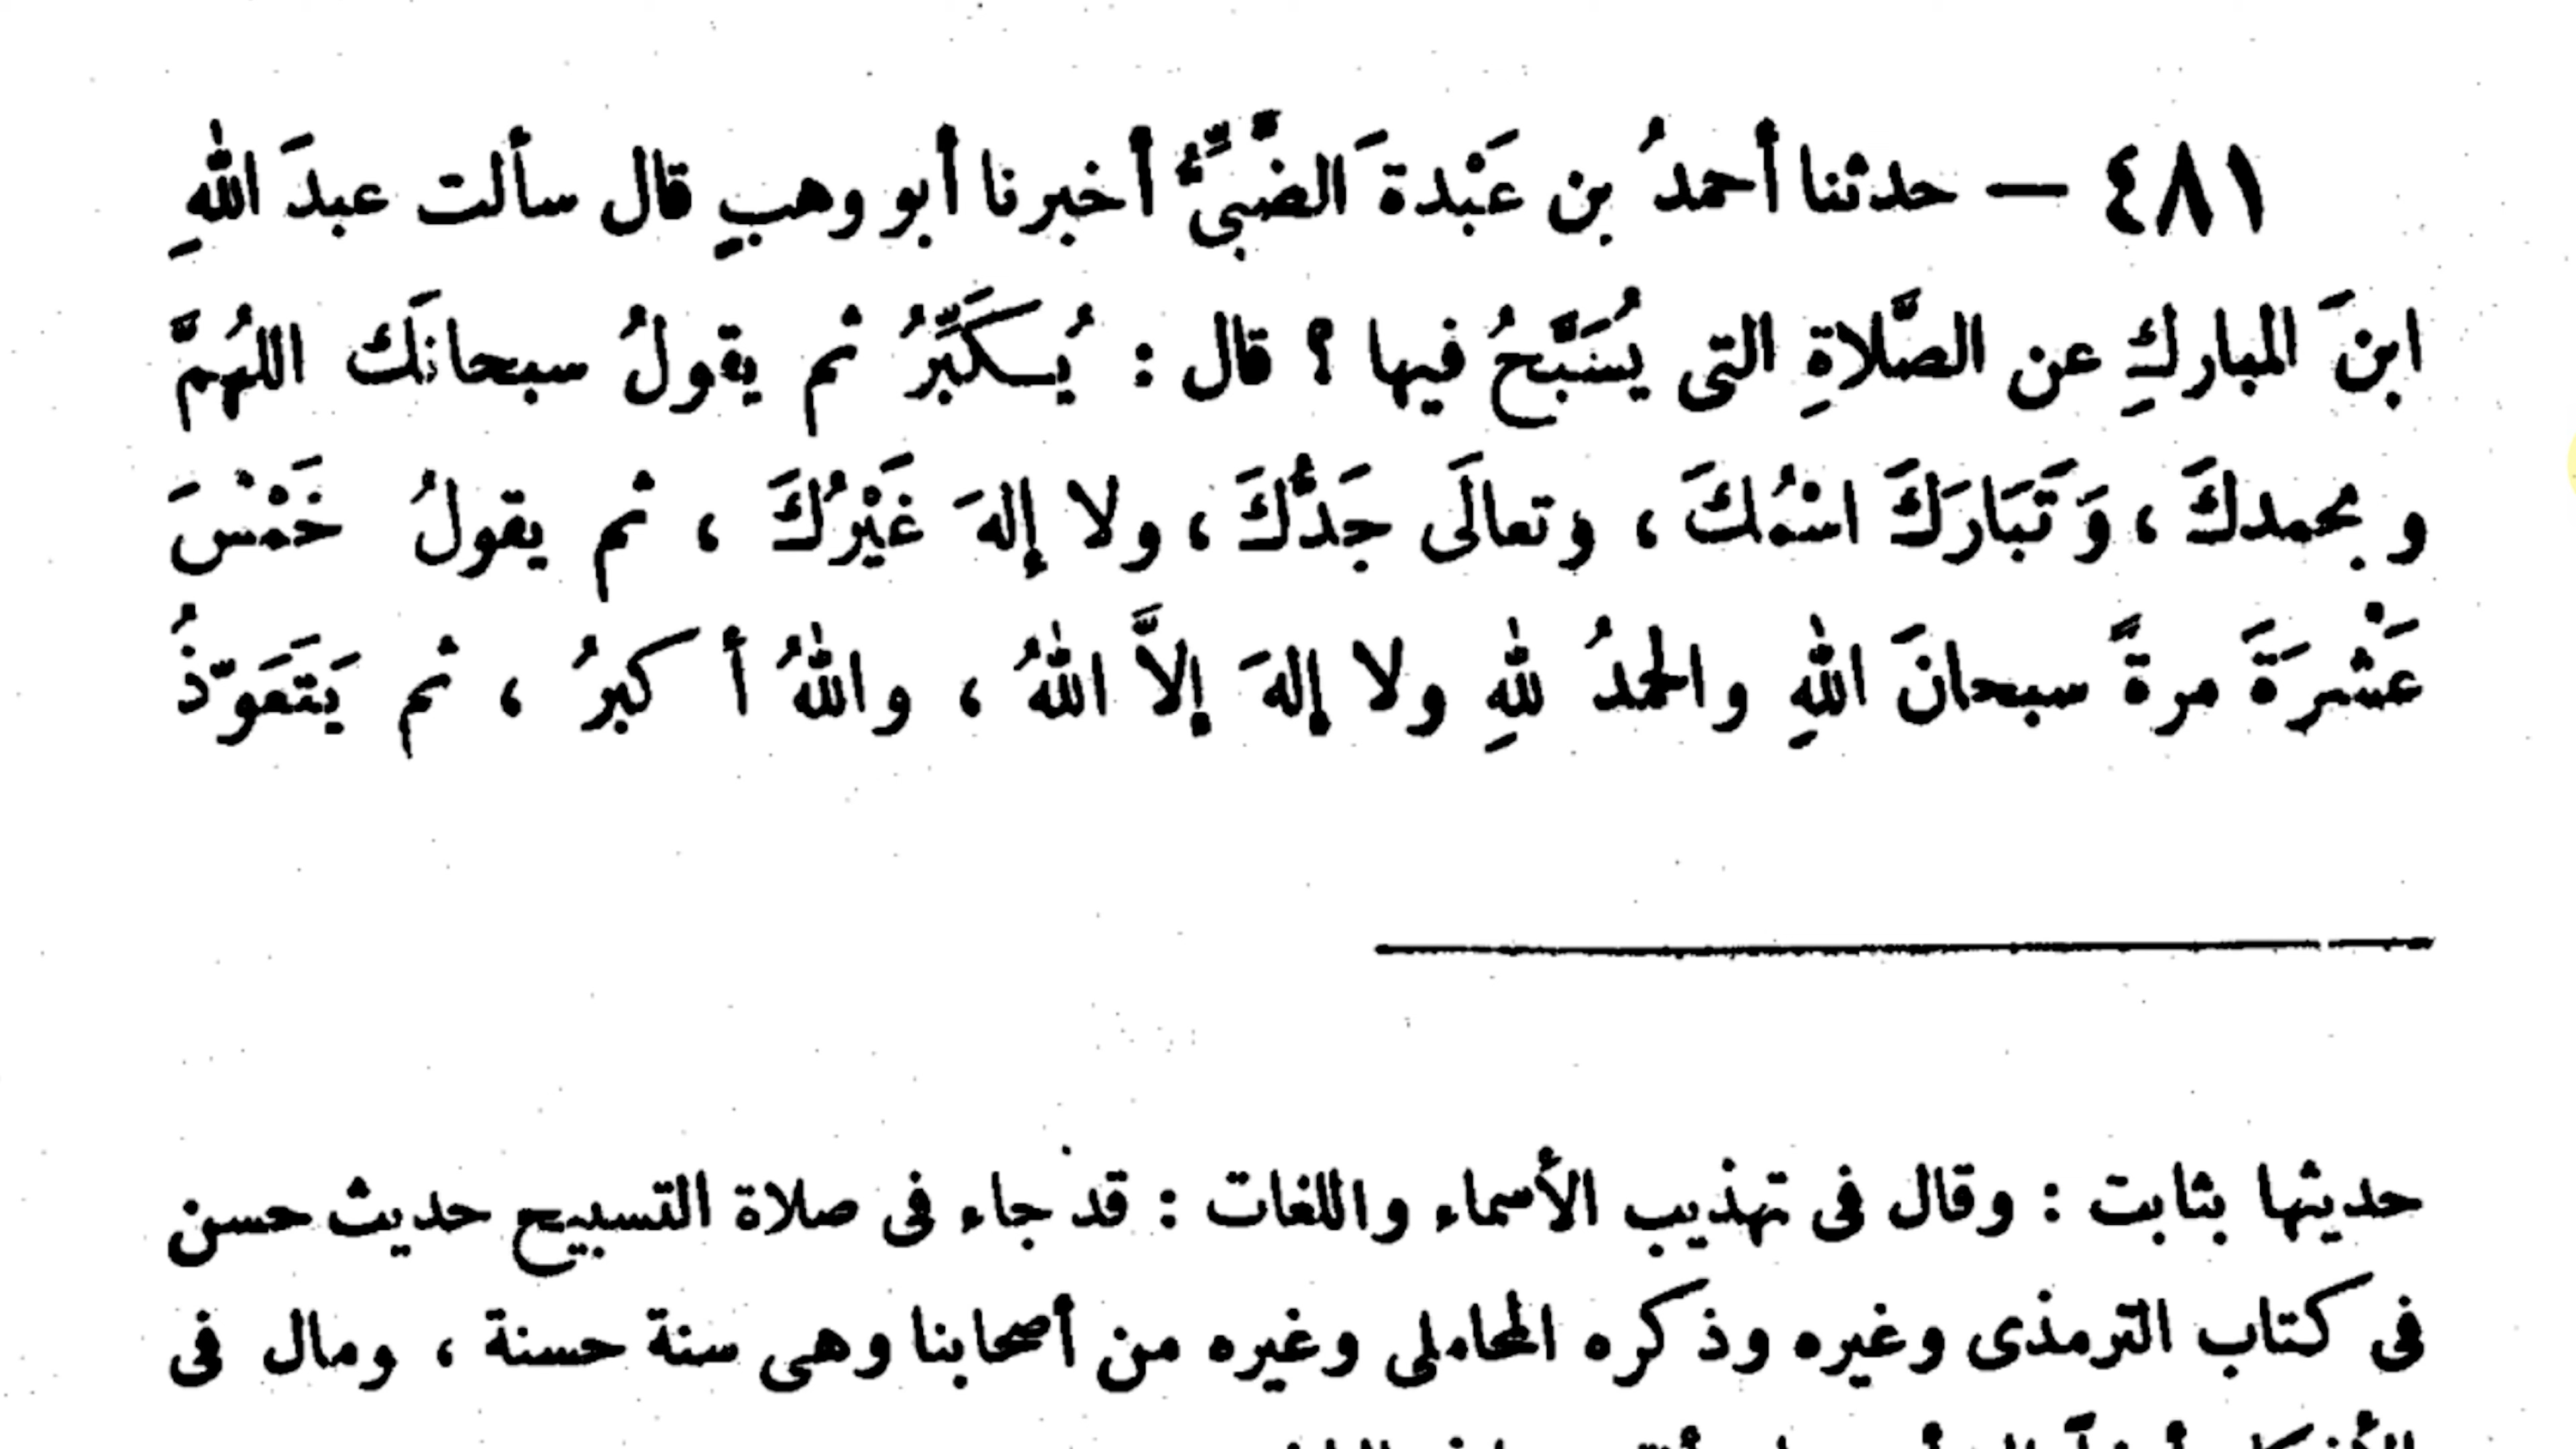 ٤٨١ — حدثنا أحمدُ بن عَبْدةَ الضَّبِّيُّ أخبرنا أبو وهبٍ قال سألت عبدَ اللهِ
ابنَ المباركِ عن الصَّلاةِ التى يُسَبَّحُ فيها ؟ قال : يُكَبِّرُ ثم يقولُ سبحانَك اللهُمَّ
وبحمدكَ ، وَتَبَارَكَ اسْمُكَ ، وتعالَى جَدُّكَ ، ولا إلهَ غَيْرُكَ ، ثم يقولُ خَمْسَ
عَشْرَةَ مرةً سبحانَ اللهِ والحمدُ للهِ ولا إلهَ إلاَّ اللهُ ، واللهُ أكبرُ ، ثم يَتَعَوّذُ
حديثها بثابت : وقال فى تهذيب الأسماء واللغات : قد جاء فى صلاة التسبيح حديث حسن
فى كتاب الترمذى وغيره وذكره المحاملى وغيره من أصحابنا وهى سنة حسنة ، ومال فى